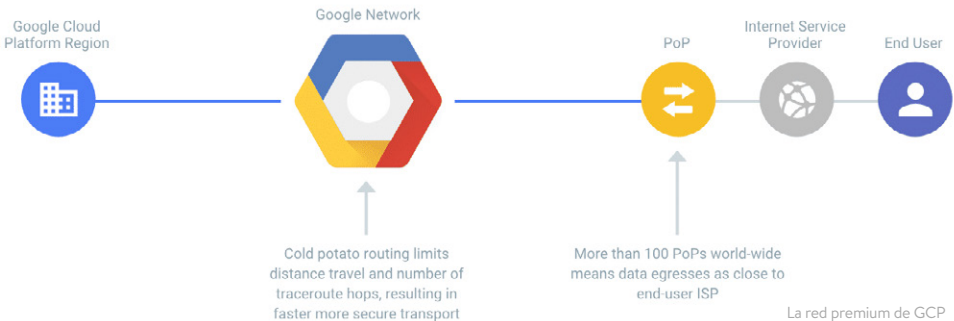 Google Cloud
Platform Region
Google Network
PoP
Internet Service
Provider
End User
Cold potato routing limits
distance travel and number of
traceroute hops, resulting in
faster more secure transport
More than 100 PoPs world-wide
means data egresses as close to
end-user ISP
La red premium de GCP